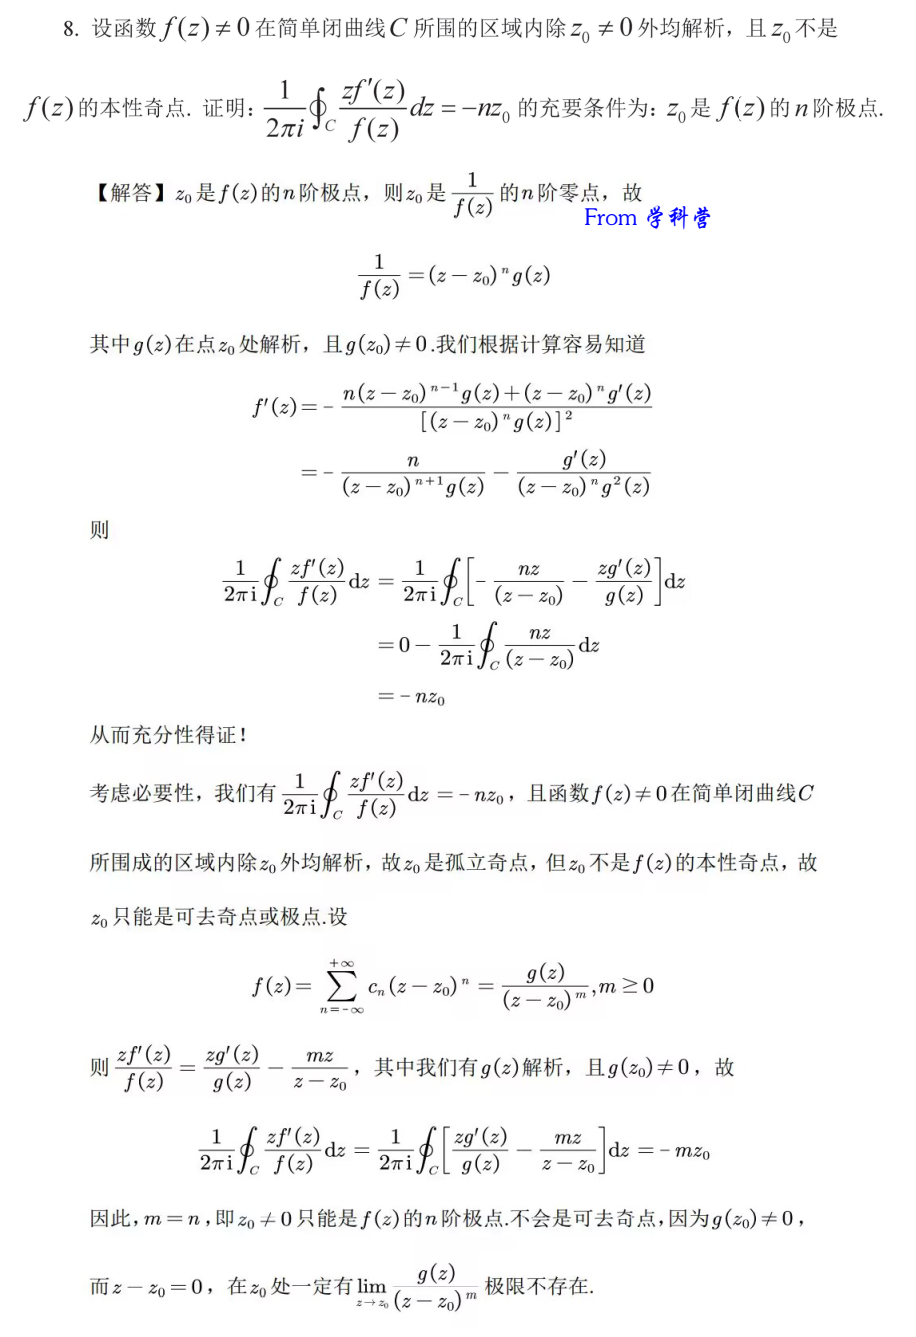 8. 设函数 $f(z) \neq 0$ 在简单闭曲线 $C$ 所围的区域内除 $z_0 \neq 0$ 外均解析，且 $z_0$ 不是
$f(z)$ 的本性奇点. 证明： $\frac{1}{2\pi i}\oint_C \frac{zf'(z)}{f(z)}dz = -nz_0$ 的充要条件为：$z_0$ 是 $f(z)$ 的 $n$ 阶极点.
【解答】$z_0$ 是 $f(z)$ 的 $n$ 阶极点，则 $z_0$ 是 $\frac{1}{f(z)}$ 的 $n$ 阶零点，故
From 学科营
$\frac{1}{f(z)} = (z-z_0)^n g(z)$
其中 $g(z)$ 在点 $z_0$ 处解析，且 $g(z_0) \neq 0$.我们根据计算容易知道
$f'(z) = -\frac{n(z-z_0)^{n-1}g(z)+(z-z_0)^n g'(z)}{[(z-z_0)^n g(z)]^2}$
$= -\frac{n}{(z-z_0)^{n+1}g(z)} - \frac{g'(z)}{(z-z_0)^n g^2(z)}$
则
$\frac{1}{2\pi i}\oint_C \frac{zf'(z)}{f(z)}dz = \frac{1}{2\pi i}\oint_C \left[-\frac{nz}{(z-z_0)} - \frac{zg'(z)}{g(z)}\right]dz$
$= 0 - \frac{1}{2\pi i}\oint_C \frac{nz}{(z-z_0)}dz$
$= -nz_0$
从而充分性得证！
考虑必要性，我们有 $\frac{1}{2\pi i}\oint_C \frac{zf'(z)}{f(z)}dz = -nz_0$，且函数 $f(z) \neq 0$ 在简单闭曲线 $C$
所围成的区域内除 $z_0$ 外均解析，故 $z_0$ 是孤立奇点，但 $z_0$ 不是 $f(z)$ 的本性奇点，故
$z_0$ 只能是可去奇点或极点.设
$f(z) = \sum_{n=-\infty}^{+\infty} c_n(z-z_0)^n = \frac{g(z)}{(z-z_0)^m}, m \geq 0$
则 $\frac{zf'(z)}{f(z)} = \frac{zg'(z)}{g(z)} - \frac{mz}{z-z_0}$，其中我们有 $g(z)$ 解析，且 $g(z_0) \neq 0$，故
$\frac{1}{2\pi i}\oint_C \frac{zf'(z)}{f(z)}dz = \frac{1}{2\pi i}\oint_C \left[\frac{zg'(z)}{g(z)} - \frac{mz}{z-z_0}\right]dz = -mz_0$
因此，$m=n$，即 $z_0 \neq 0$ 只能是 $f(z)$ 的 $n$ 阶极点.不会是可去奇点，因为 $g(z_0) \neq 0$，
而 $z-z_0=0$，在 $z_0$ 处一定有 $\lim_{z \to z_0} \frac{g(z)}{(z-z_0)^m}$ 极限不存在.